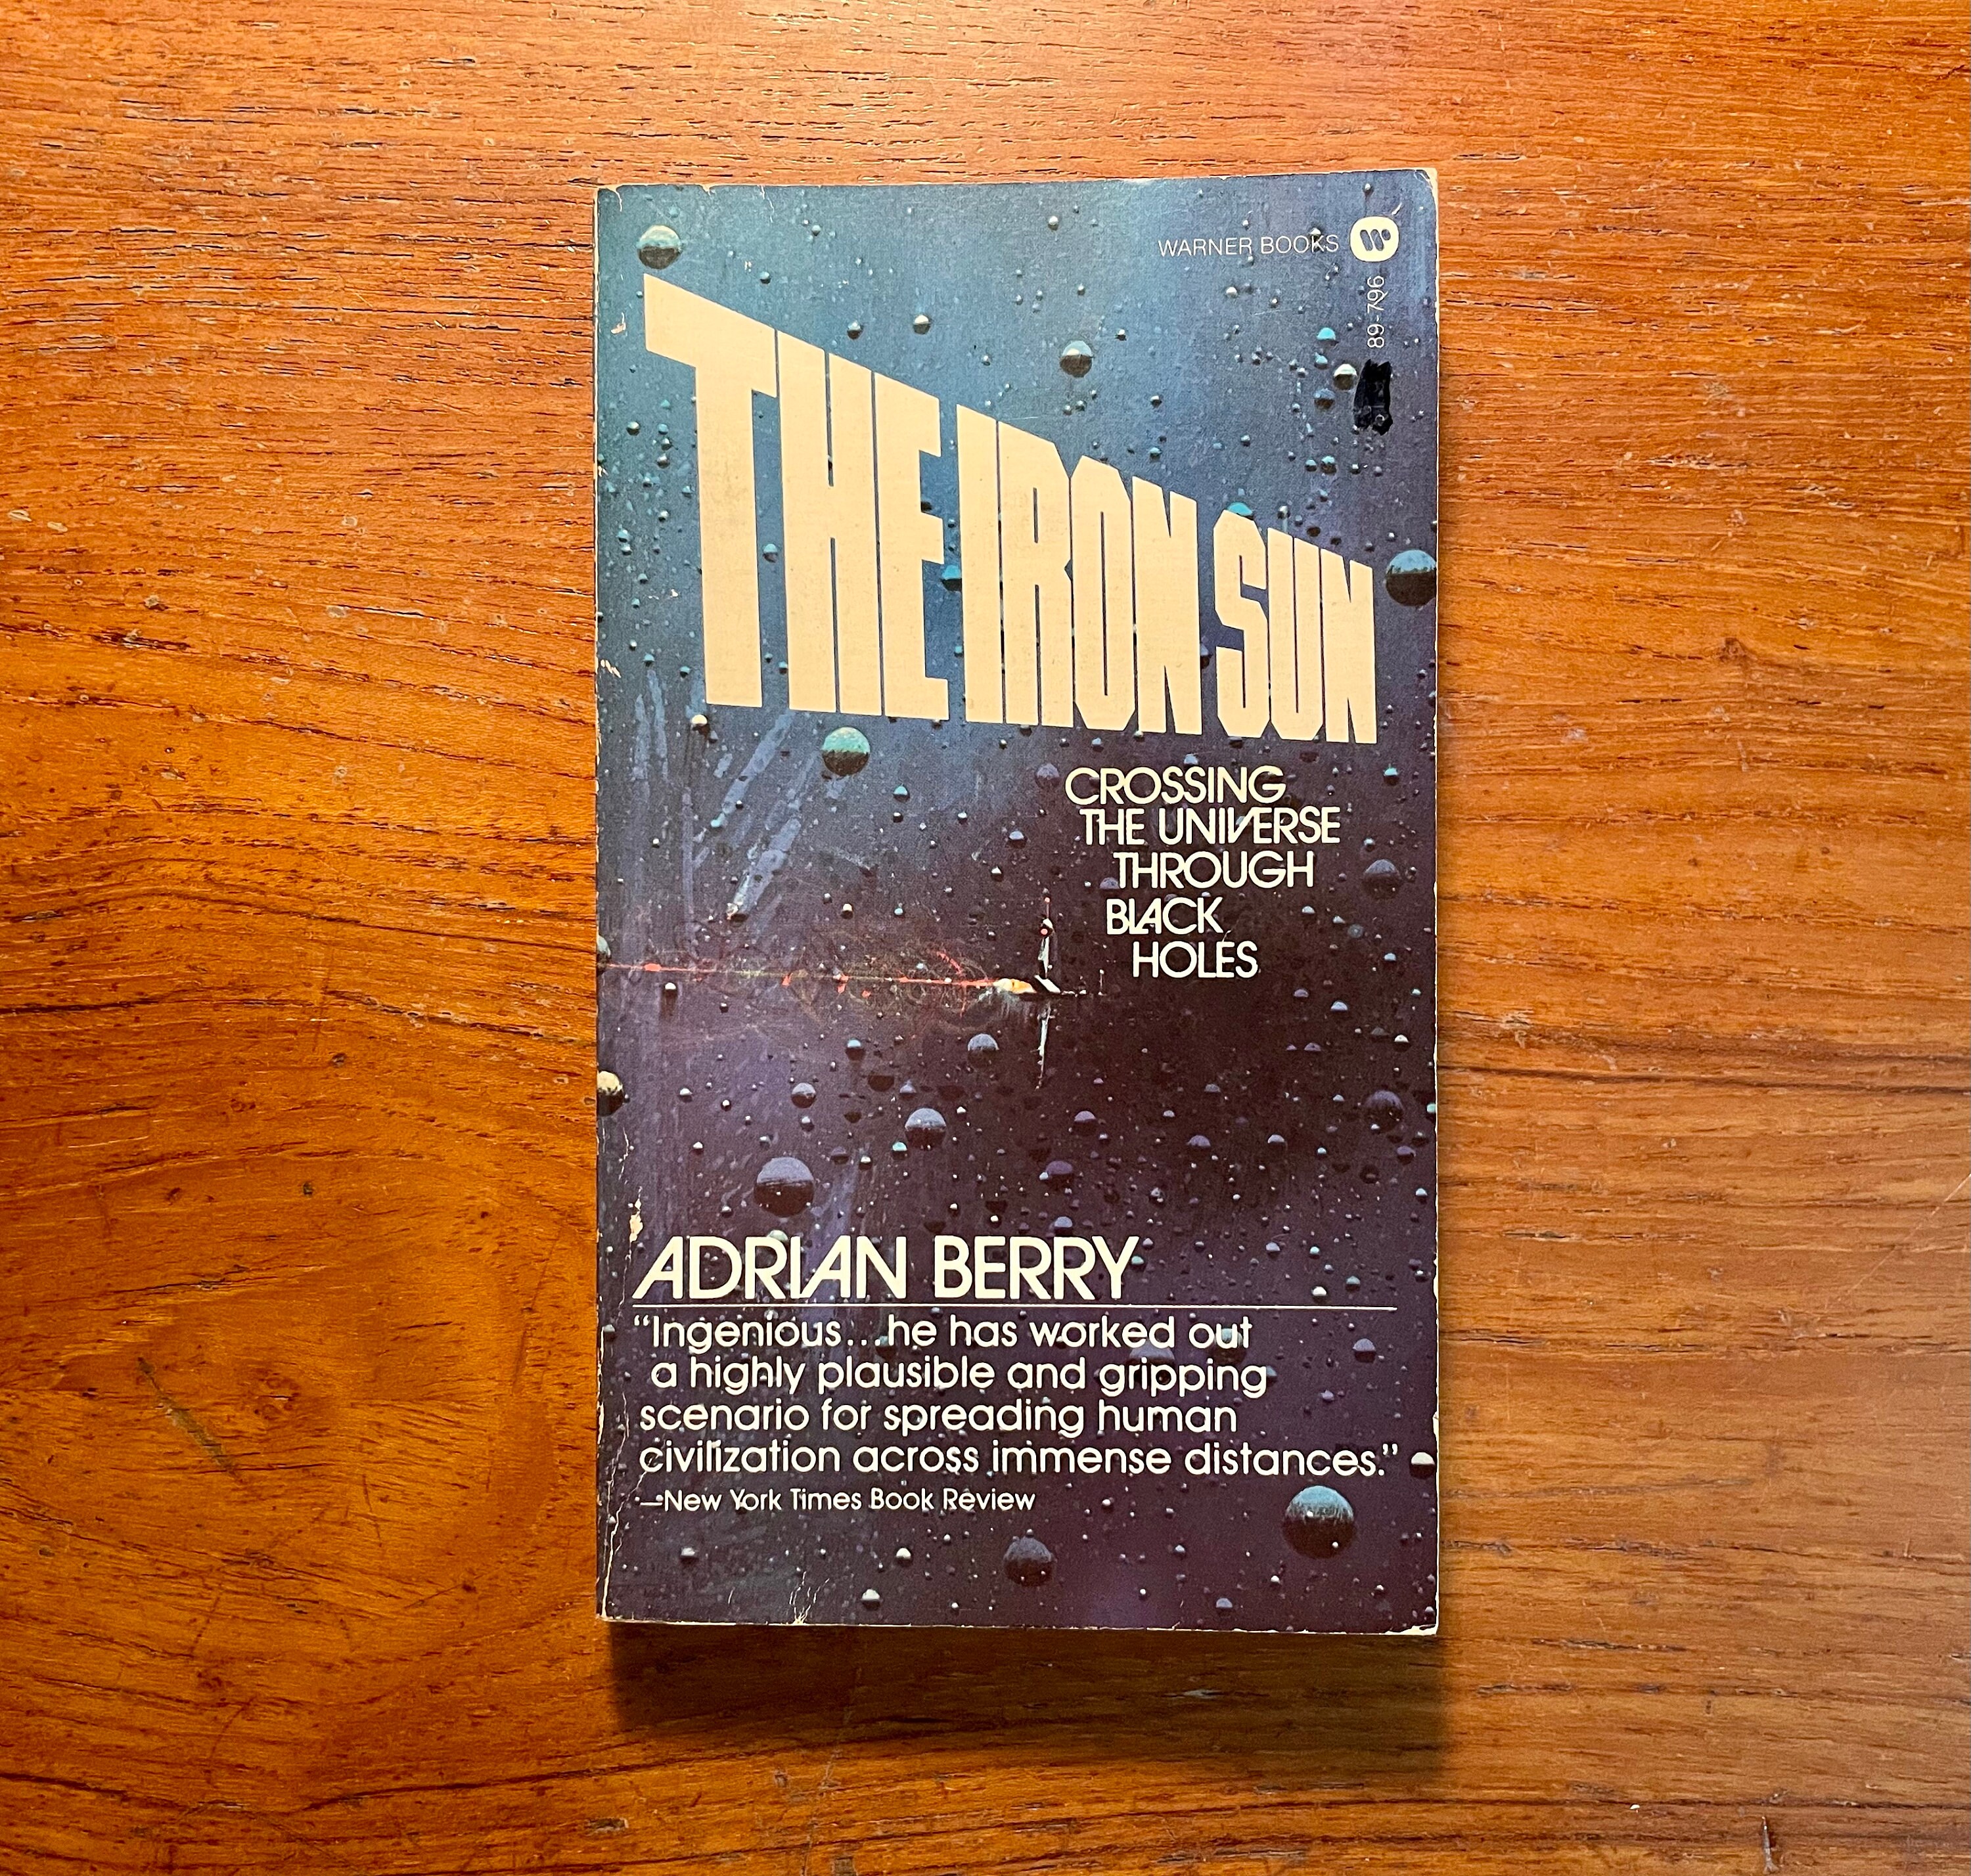 WARNER BOOKS
89-796
THE IRON SUN
CROSSING
THE UNIVERSE
THROUGH
BLACK
HOLES
ADRIAN BERRY
“Ingenious...he has worked out
a highly plausible and gripping
scenario for spreading human
civilization across immense distances.”
—New York Times Book Review